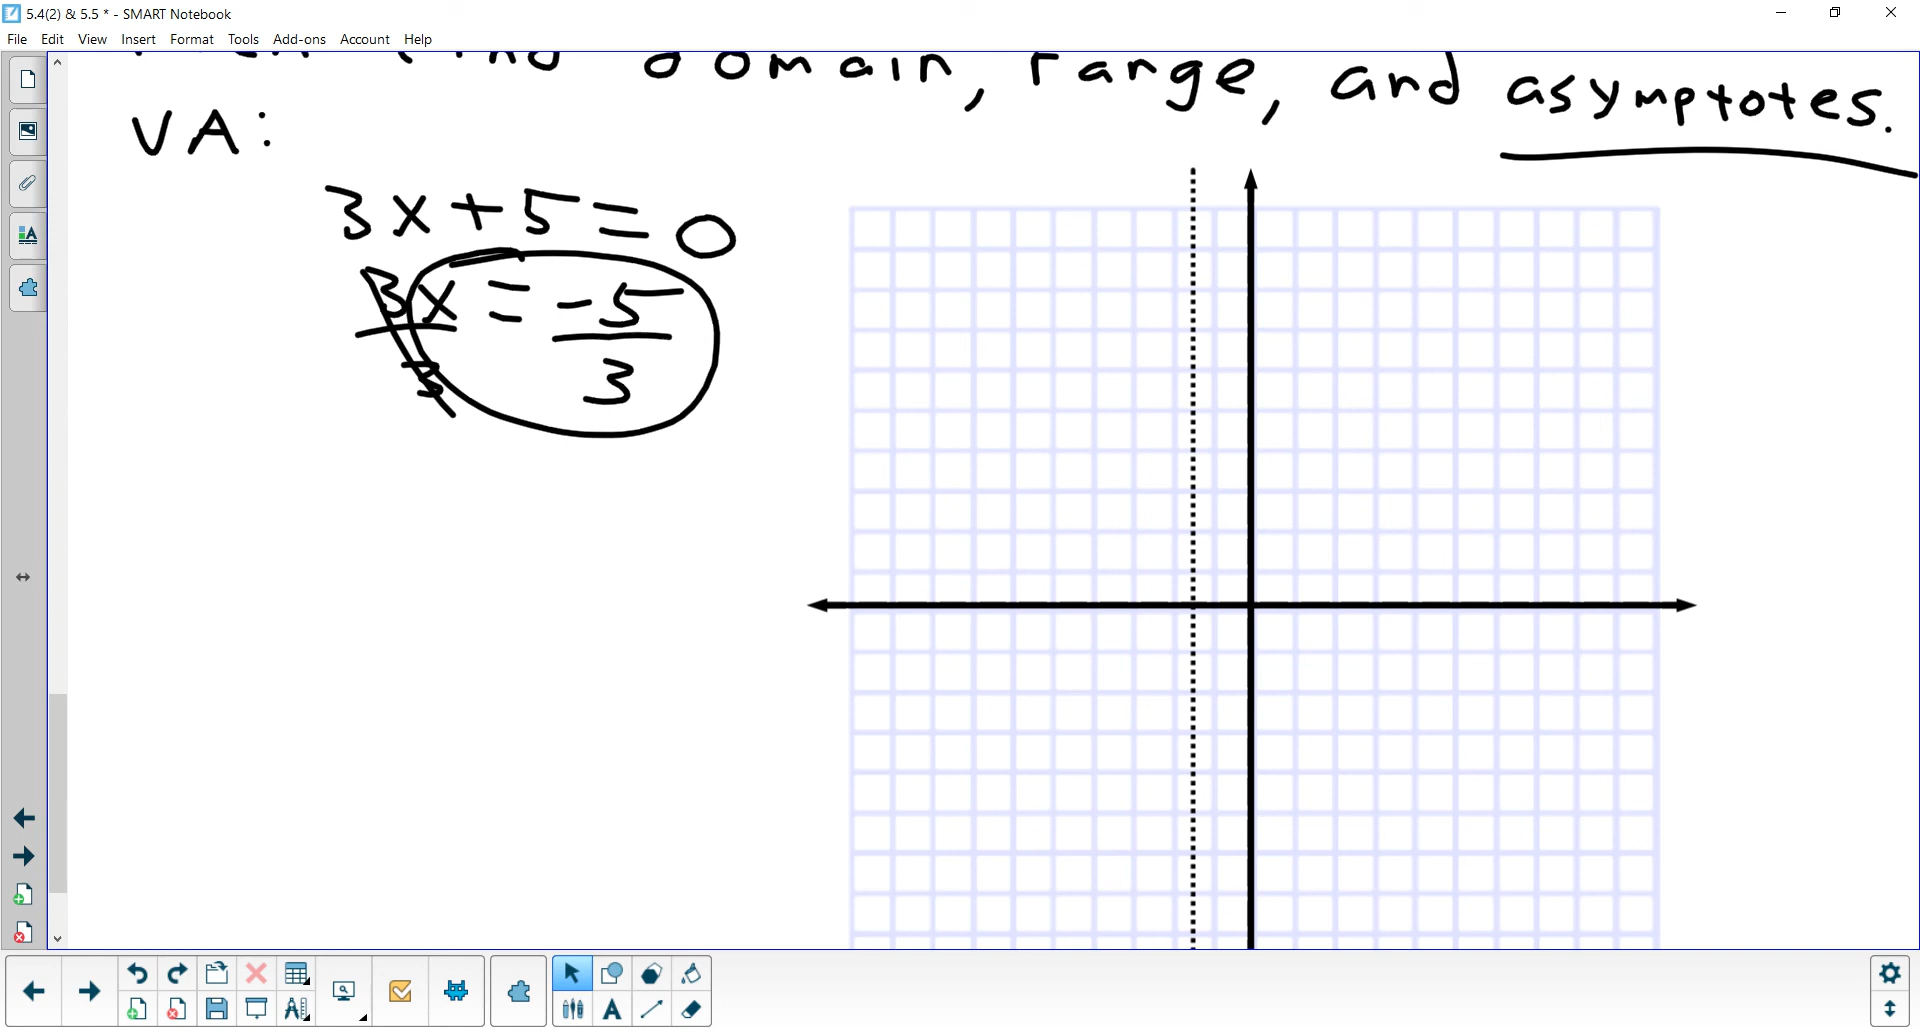 5.4(2) & 5.5 * - SMART Notebook
File Edit View Insert Format Tools Add-ons Account Help
domain, range, and asymptotes.
VA:
3x+5=0
3x = -5
3 3